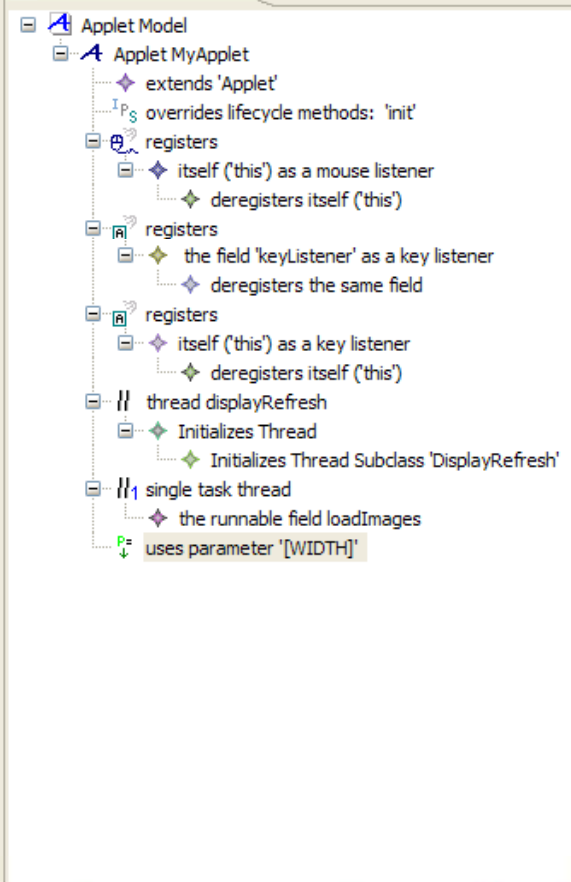 Applet Model
Applet MyApplet
extends 'Applet'
overrides lifecycle methods:  'init'
registers
itself ('this') as a mouse listener
deregisters itself ('this')
registers
the field 'keyListener' as a key listener
deregisters the same field
registers
itself ('this') as a key listener
deregisters itself ('this')
thread displayRefresh
Initializes Thread
Initializes Thread Subclass 'DisplayRefresh'
single task thread
the runnable field loadImages
uses parameter '[WIDTH]'